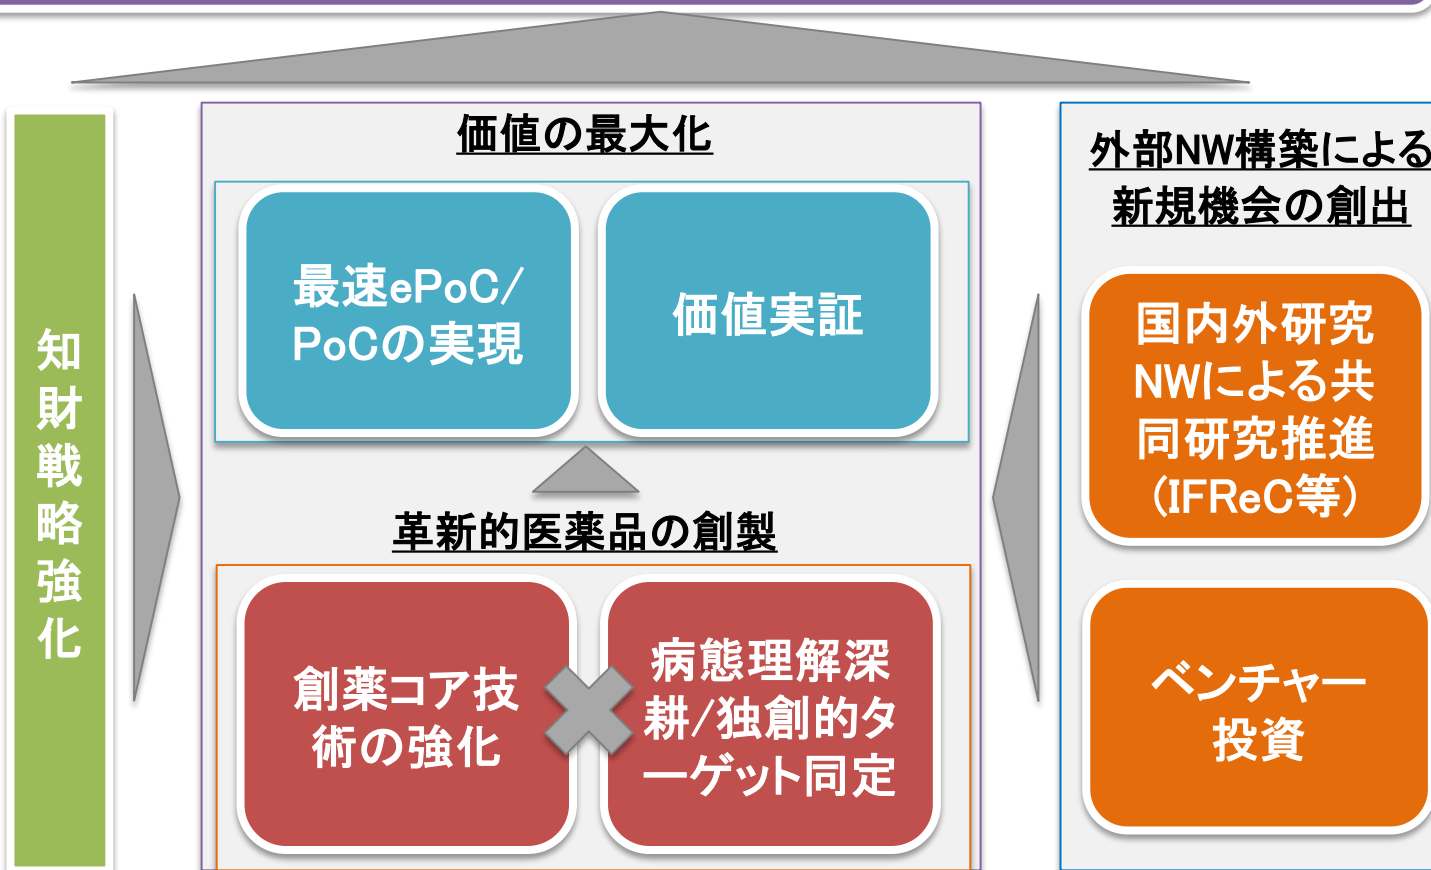 知
財
戦
略
強
化
価値の最大化
最速ePoC/
PoCの実現
価値実証
革新的医薬品の創製
創薬コア技
術の強化
病態理解深
耕/独創的タ
ーゲット同定
外部NW構築による
新規機会の創出
国内外研究
NWによる共
同研究推進
(IFReC等)
ベンチャー
投資